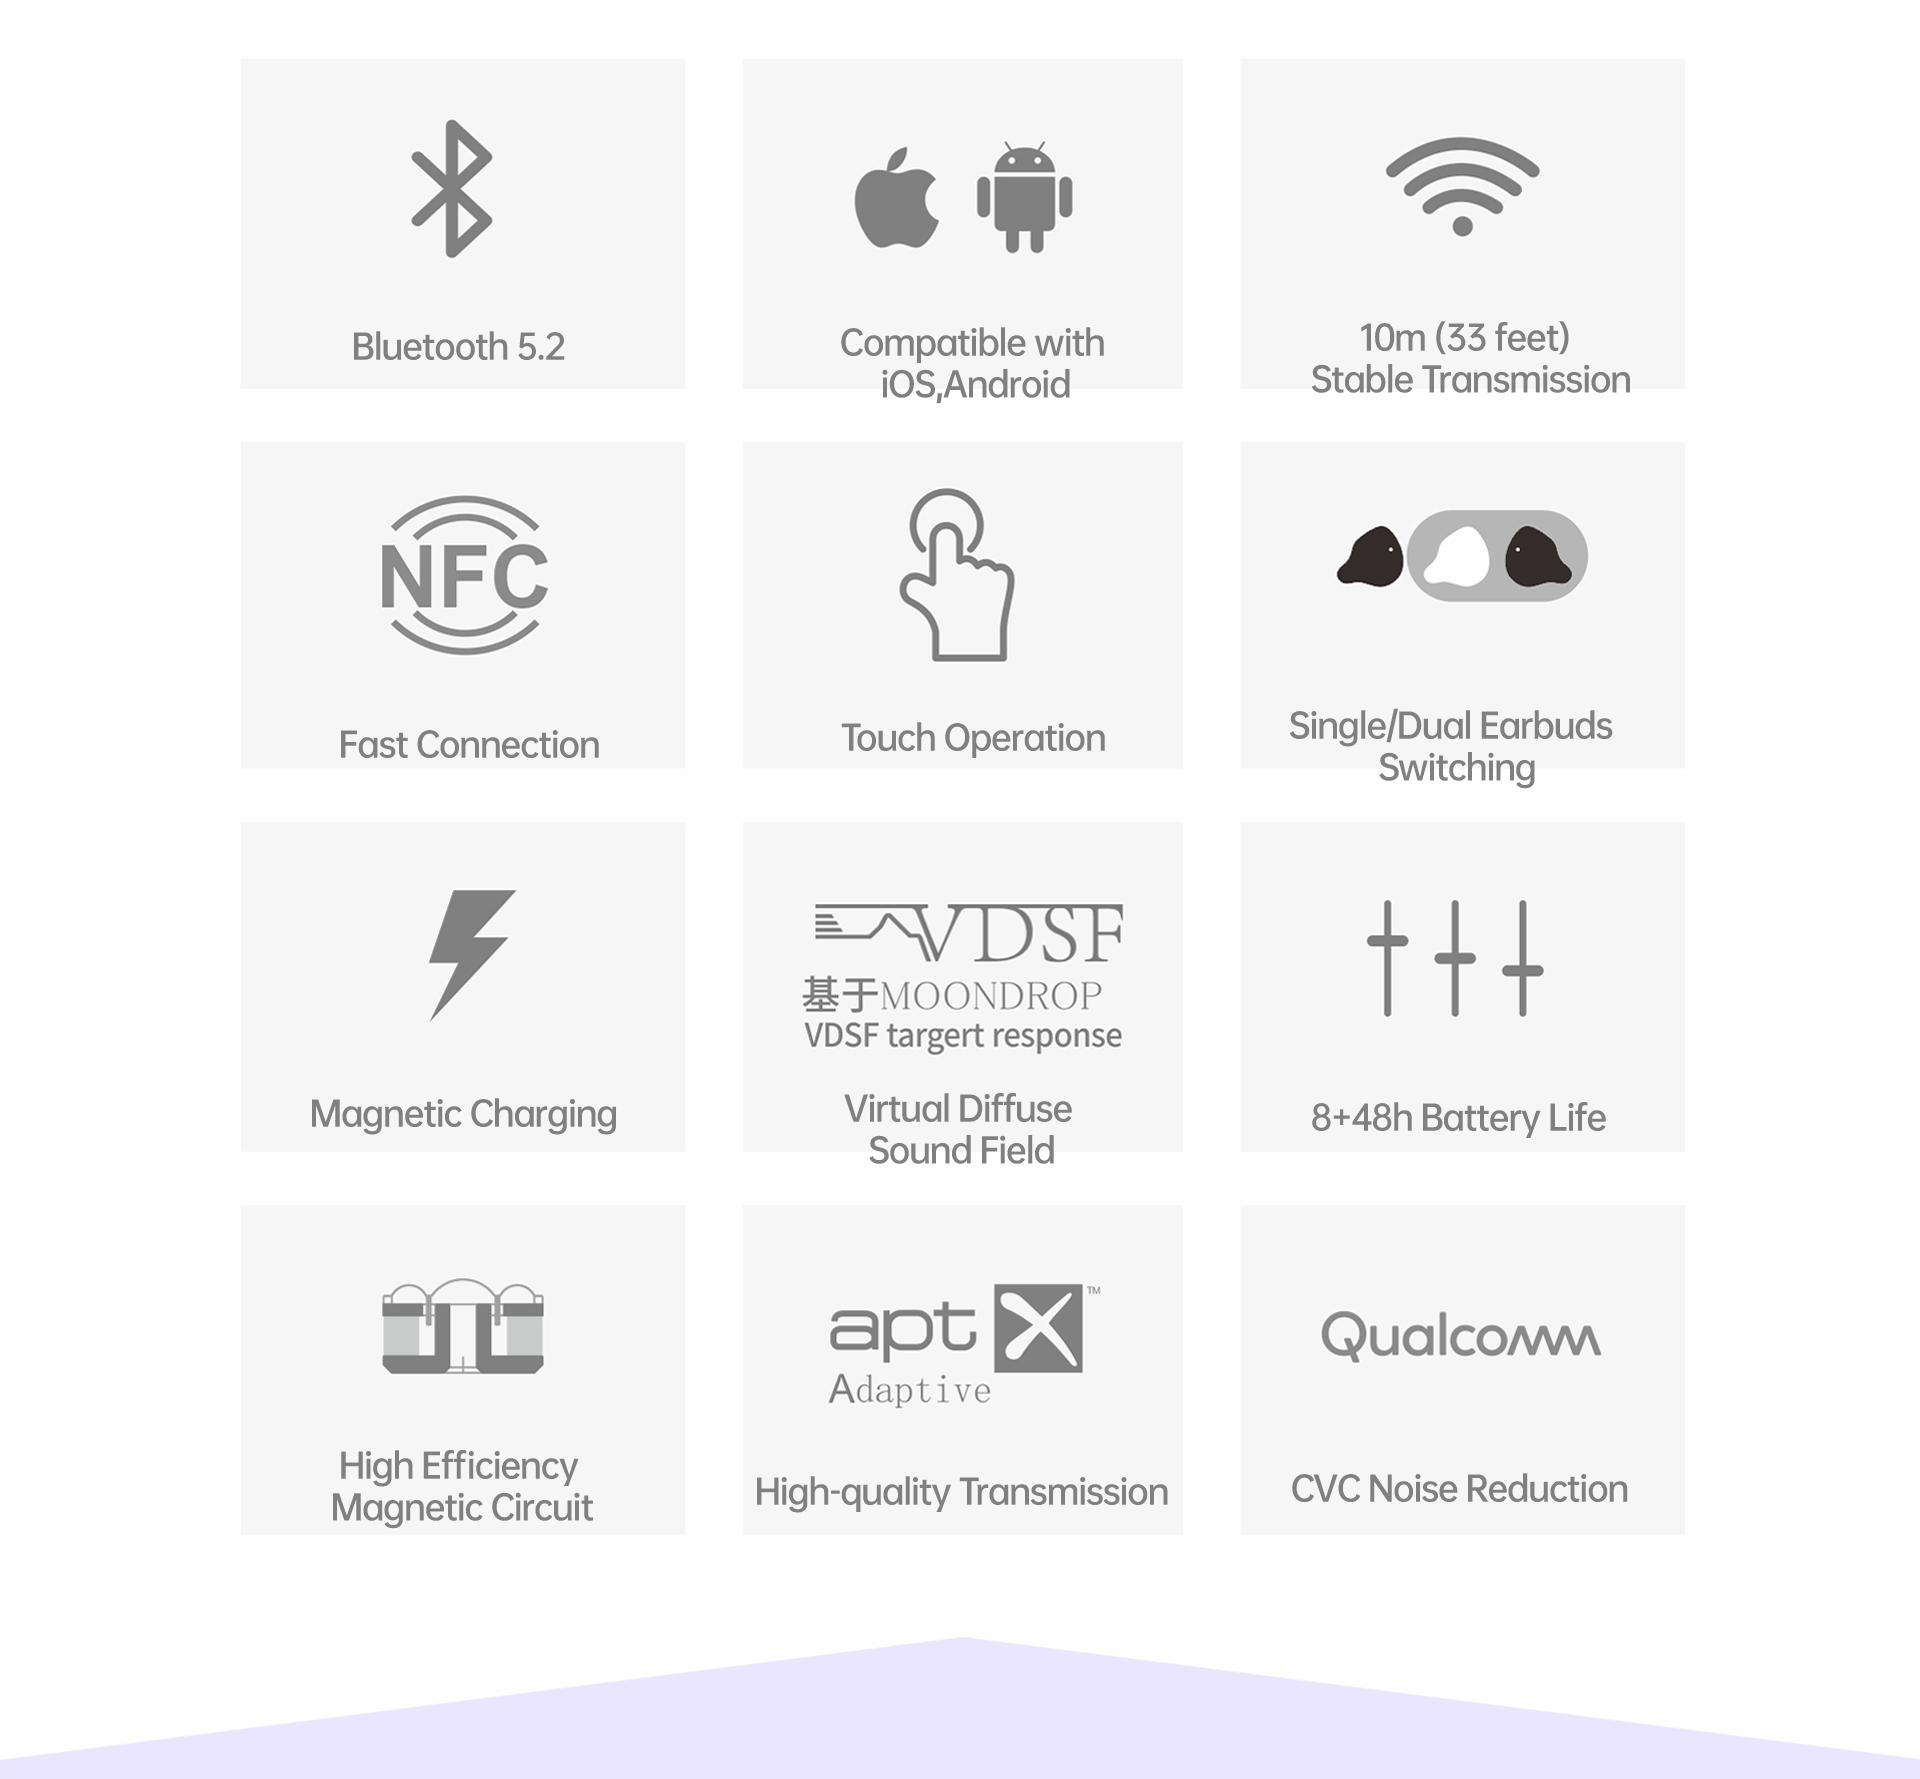 Bluetooth 5.2
Compatible with
iOS,Android
10m (33 feet)
Stable Transmission
NFC
Fast Connection
Touch Operation
Single/Dual Earbuds
Switching
Magnetic Charging
VDSF
基于MOONDROP
VDSF targert response
Virtual Diffuse
Sound Field
8+48h Battery Life
High Efficiency
Magnetic Circuit
aptX™
Adaptive
High-quality Transmission
Qualcomm
CVC Noise Reduction